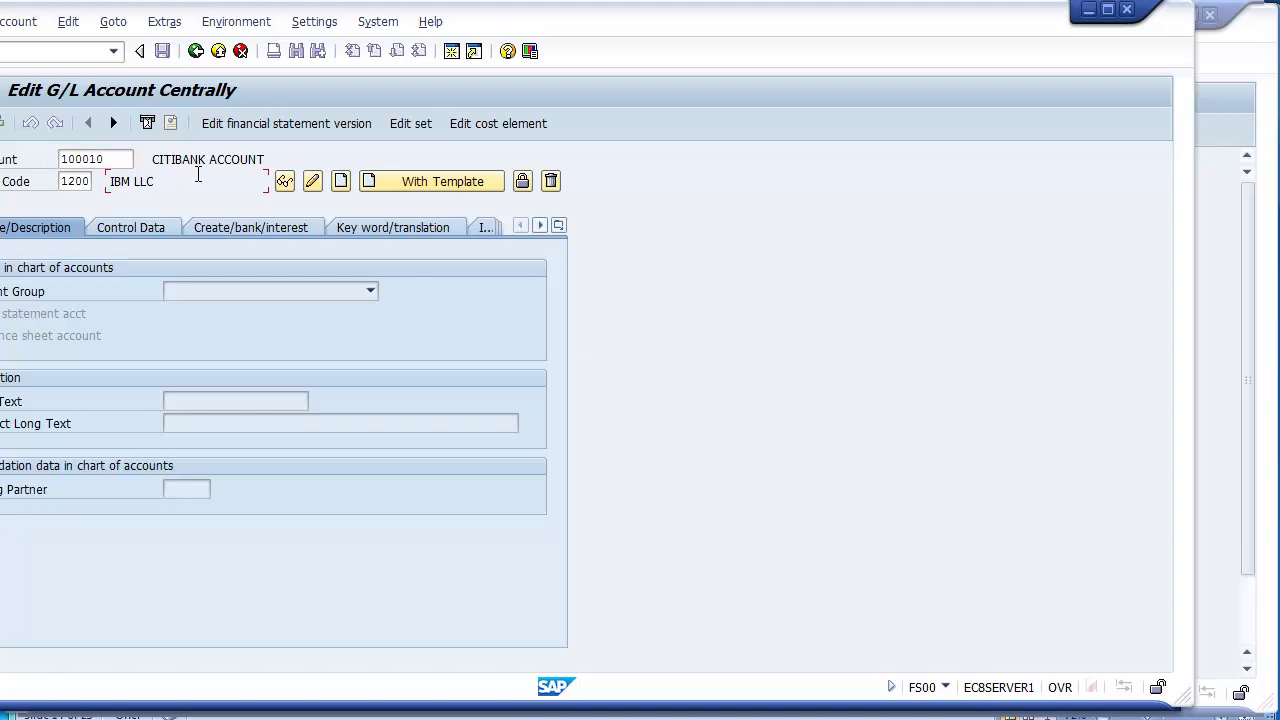 ccount Edit Goto Extras Environment Settings System Help
Edit G/L Account Centrally
Edit financial statement version Edit set Edit cost element
unt 100010 CITIBANK ACCOUNT
Code 1200 IBM LLC With Template
e/Description Control Data Create/bank/interest Key word/translation I...
in chart of accounts
nt Group
statement acct
nce sheet account
tion
Text
ct Long Text
dation data in chart of accounts
g Partner
SAP FS00 EC8SERVER1 OVR